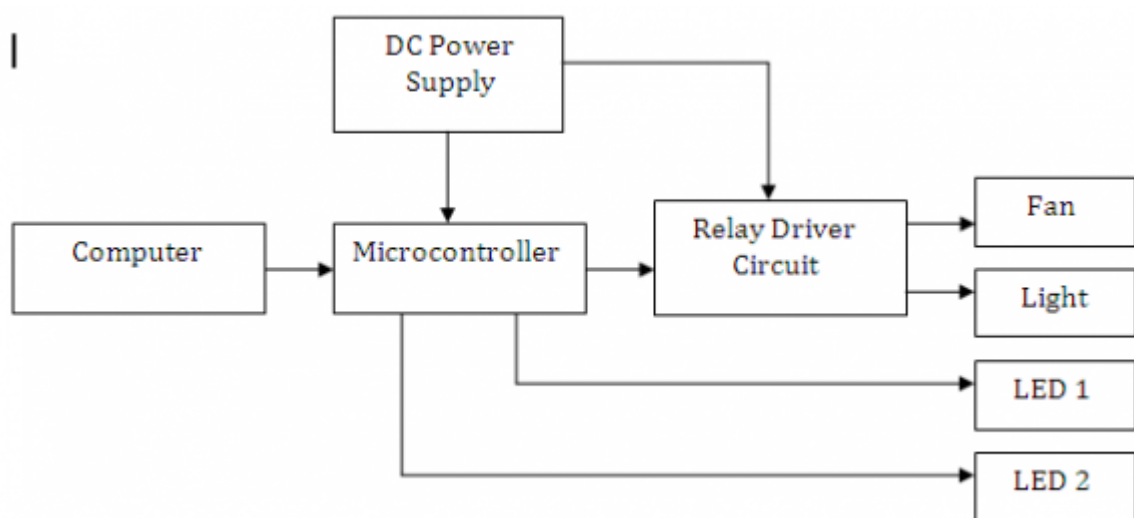 DC Power
Supply
Computer
Microcontroller
Relay Driver
Circuit
Fan
Light
LED 1
LED 2